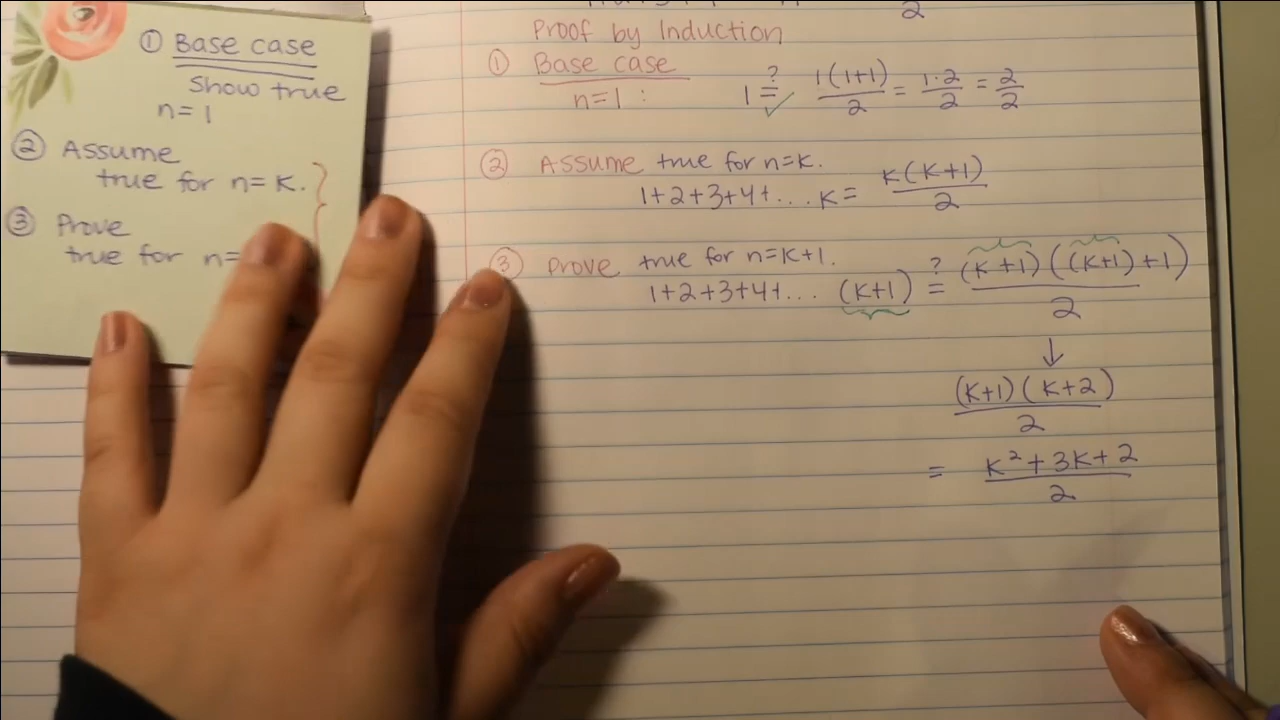 ① Base case
Show true
n=1
② Assume
true for n=K.
③ Prove
true for n=
2
Proof by Induction
① Base case
n=1 :
1 ?= ✓ 1(1+1)/2 = 1·2/2 = 2/2
② Assume true for n=K.
1+2+3+4+... K = K(K+1)/2
③ Prove true for n=K+1.
1+2+3+4+... (K+1) ?= (K+1)((K+1)+1)/2
↓
(K+1)(K+2)/2
= K²+3K+2/2